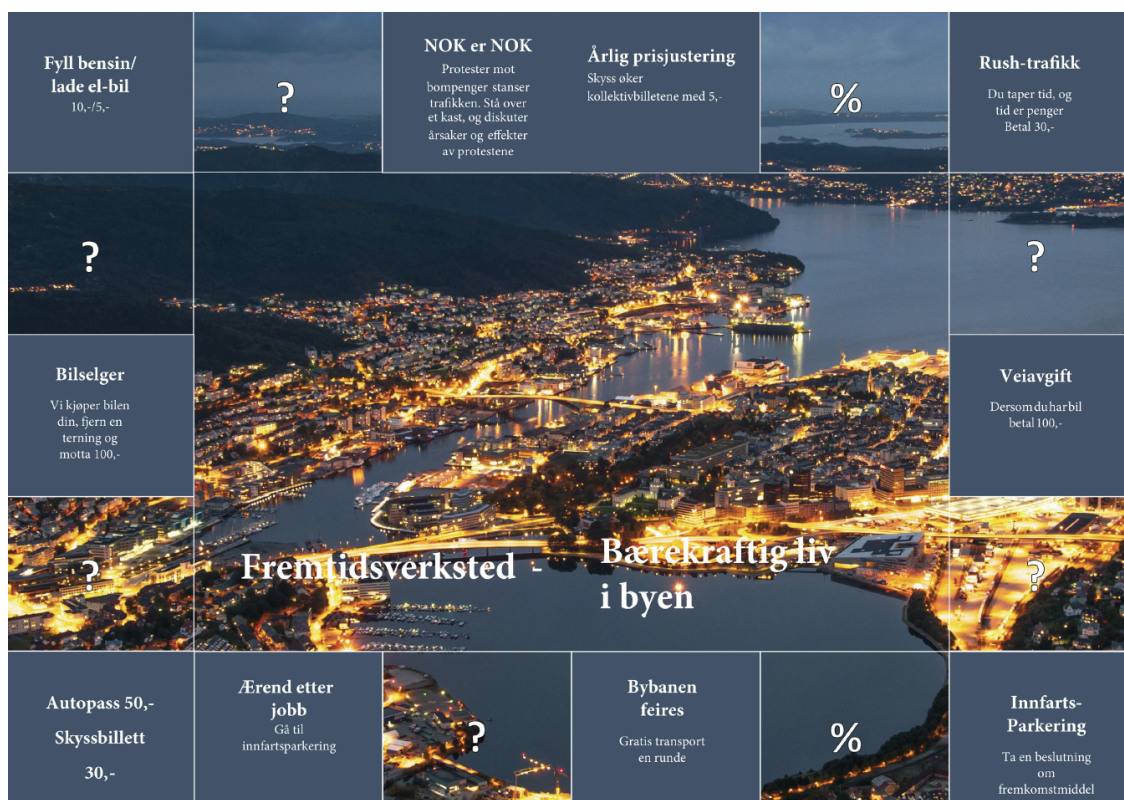 Fyll bensin/
lade el-bil
10,-/5,-
?
NOK er NOK
Protester mot
bompenger stanser
trafikken. Stå over
et kast, og diskuter
årsaker og effekter
av protestene
Årlig prisjustering
Skyss øker
kollektivbilletene med 5,-
%
Rush-trafikk
Du taper tid, og
tid er penger
Betal 30,-
?
?
Bilselger
Vi kjøper bilen
din, fjern en
terning og
motta 100,-
Veiavgift
Dersomduharbil
betal100,-
?
Fremtidsverksted -
Bærekraftig liv
i byen
?
Autopass 50,-
Skyssbillett
30,-
Ærend etter
jobb
Gå til
innfartsparkering
?
Bybanen
feires
Gratis transport
en runde
%
Innfarts-
Parkering
Ta en beslutning
om
fremkomstmiddel